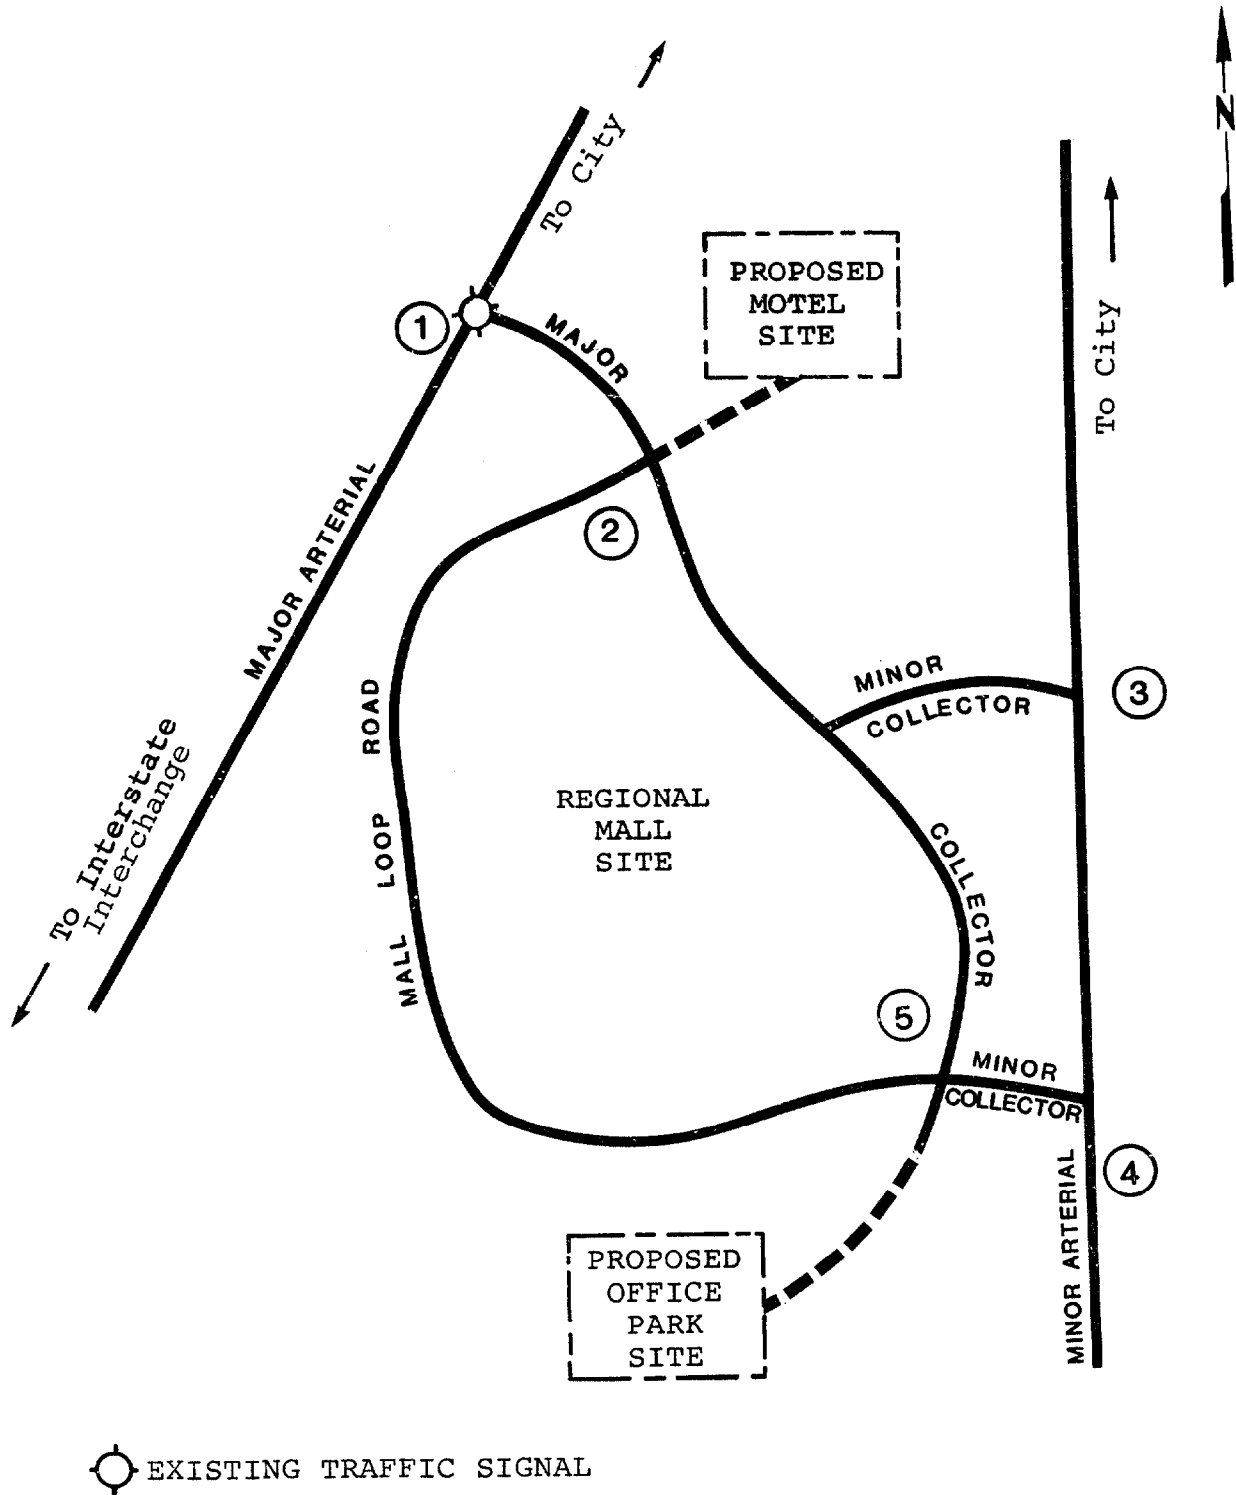 To City
N
PROPOSED
MOTEL
SITE
1
MAJOR
To City
MAJOR ARTERIAL
2
MINOR
COLLECTOR
3
ROAD
To Interstate
Interchange
REGIONAL
MALL
SITE
LOOP
COLLECTOR
MALL
5
MINOR
COLLECTOR
4
MINOR ARTERIAL
PROPOSED
OFFICE
PARK
SITE
EXISTING TRAFFIC SIGNAL